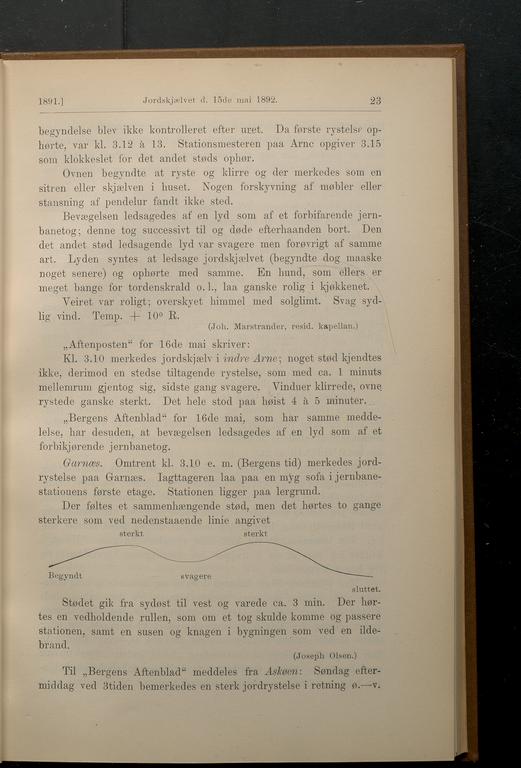 1891.] Jordskjælvet d. 15de mai 1892. 23
begyndelse blev ikke kontrolleret efter uret. Da første rystelse op-
hørte, var kl. 3.12 à 13. Stationsmesteren paa Arne opgiver 3.15
som klokkeslet for det andet støds ophør.
Ovnen begyndte at ryste og klirre og der merkedes som en
sitren eller skjælven i huset. Nogen forskyvning af møbler eller
stansning af pendelur fandt ikke sted.
Bevægelsen ledsagedes af en lyd som af et forbifarende jern-
banetog; denne tog successivt til og døde efterhaanden bort. Den
det andet stød ledsagende lyd var svagere men forøvrigt af samme
art. Lyden syntes at ledsage jordskjælvet (begyndte dog maaske
noget senere) og ophørte med samme. En hund, som ellers er
meget bange for tordenskrald o. l., laa ganske rolig i kjøkkenet.
Veiret var roligt; overskyet himmel med solglimt. Svag syd-
lig vind. Temp. + 10° R.
(Joh. Marstrander, resid. kapellan.)
„Aftenposten“ for 16de mai skriver:
Kl. 3.10 merkedes jordskjælv i indre Arne; noget stød kjendtes
ikke, derimod en stedse tiltagende rystelse, som med ca. 1 minuts
mellemrum gjentog sig, sidste gang svagere. Vinduer klirrede, ovne
rystede ganske sterkt. Det hele stod paa høist 4 à 5 minuter.
„Bergens Aftenblad“ for 16de mai, som har samme medde-
lelse, har desuden, at bevægelsen ledsagedes af en lyd som af et
forbikjørende jernbanetog.
Garnæs. Omtrent kl. 3.10 e. m. (Bergens tid) merkedes jord-
rystelse paa Garnæs. Iagttageren laa paa en myg sofa i jernbane-
stationens første etage. Stationen ligger paa lergrund.
Der føltes et sammenhængende stød, men det hørtes to gange
sterkere som ved nedenstaaende linie angivet
sterkt sterkt
Begyndt svagere
sluttet.
Stødet gik fra sydøst til vest og varede ca. 3 min. Der hør-
tes en vedholdende rullen, som om et tog skulde komme og passere
stationen, samt en susen og knagen i bygningen som ved en ilde-
brand.
(Joseph Olsen.)
Til „Bergens Aftenblad“ meddeles fra Askøen: Søndag efter-
middag ved 3tiden bemerkedes en sterk jordrystelse i retning ø.—v.